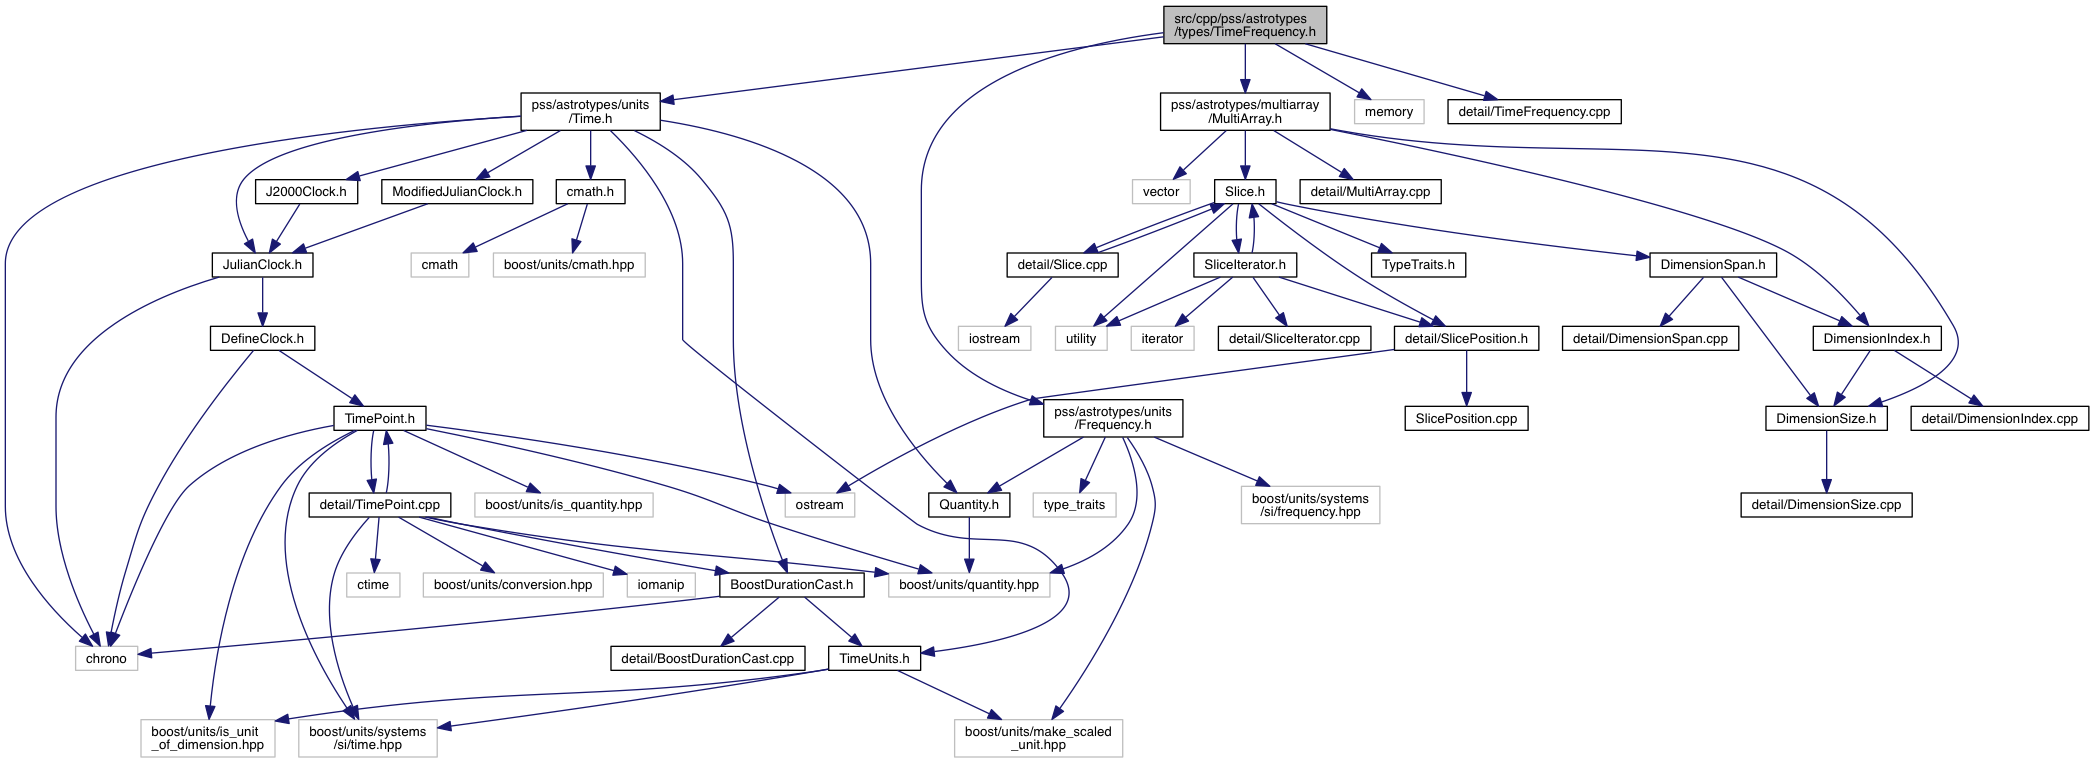 src/cpp/pss/astrotypes
/types/TimeFrequency.h
pss/astrotypes/units
/Time.h
pss/astrotypes/multiarray
/MultiArray.h
memory
detail/TimeFrequency.cpp
J2000Clock.h
ModifiedJulianClock.h
cmath.h
vector
Slice.h
detail/MultiArray.cpp
JulianClock.h
cmath
boost/units/cmath.hpp
detail/Slice.cpp
SliceIterator.h
TypeTraits.h
DimensionSpan.h
DefineClock.h
iostream
utility
iterator
detail/SliceIterator.cpp
detail/SlicePosition.h
detail/DimensionSpan.cpp
DimensionIndex.h
TimePoint.h
pss/astrotypes/units
/Frequency.h
SlicePosition.cpp
DimensionSize.h
detail/DimensionIndex.cpp
detail/TimePoint.cpp
boost/units/is_quantity.hpp
ostream
Quantity.h
type_traits
boost/units/systems
/si/frequency.hpp
detail/DimensionSize.cpp
ctime
boost/units/conversion.hpp
iomanip
BoostDurationCast.h
boost/units/quantity.hpp
chrono
detail/BoostDurationCast.cpp
TimeUnits.h
boost/units/is_unit
_of_dimension.hpp
boost/units/systems
/si/time.hpp
boost/units/make_scaled
_unit.hpp